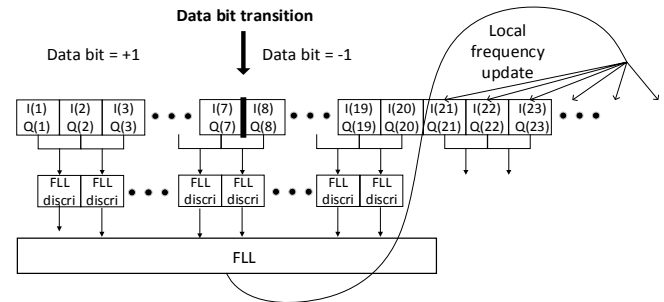 Data bit transition
Data bit = +1
Data bit = -1
Local
frequency
update
I(1) I(2) I(3) I(7) I(8) I(19) I(20) I(21) I(22) I(23)
Q(1) Q(2) Q(3) Q(7) Q(8) Q(19) Q(20) Q(21) Q(22) Q(23)
FLL FLL FLL FLL FLL FLL
discri discri discri discri discri discri
FLL